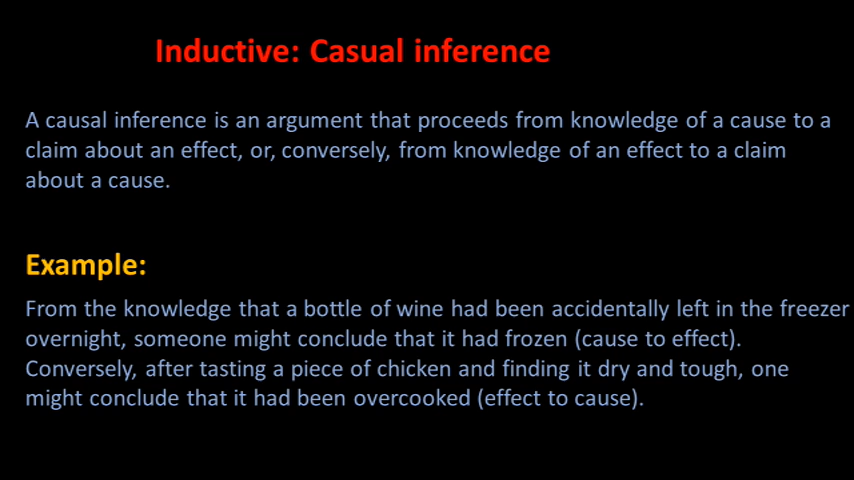 Inductive: Casual inference
A causal inference is an argument that proceeds from knowledge of a cause to a
claim about an effect, or, conversely, from knowledge of an effect to a claim
about a cause.
Example:
From the knowledge that a bottle of wine had been accidentally left in the freezer
overnight, someone might conclude that it had frozen (cause to effect).
Conversely, after tasting a piece of chicken and finding it dry and tough, one
might conclude that it had been overcooked (effect to cause).